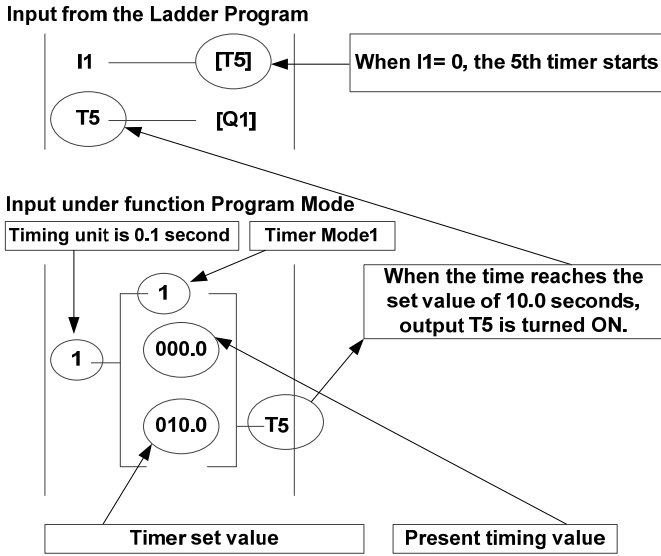 Input from the Ladder Program
I1 [T5]
When I1= 0, the 5th timer starts
T5 [Q1]
Input under function Program Mode
Timing unit is 0.1 second
Timer Mode1
When the time reaches the
set value of 10.0 seconds,
output T5 is turned ON.
1
000.0
1
010.0
T5
Timer set value
Present timing value